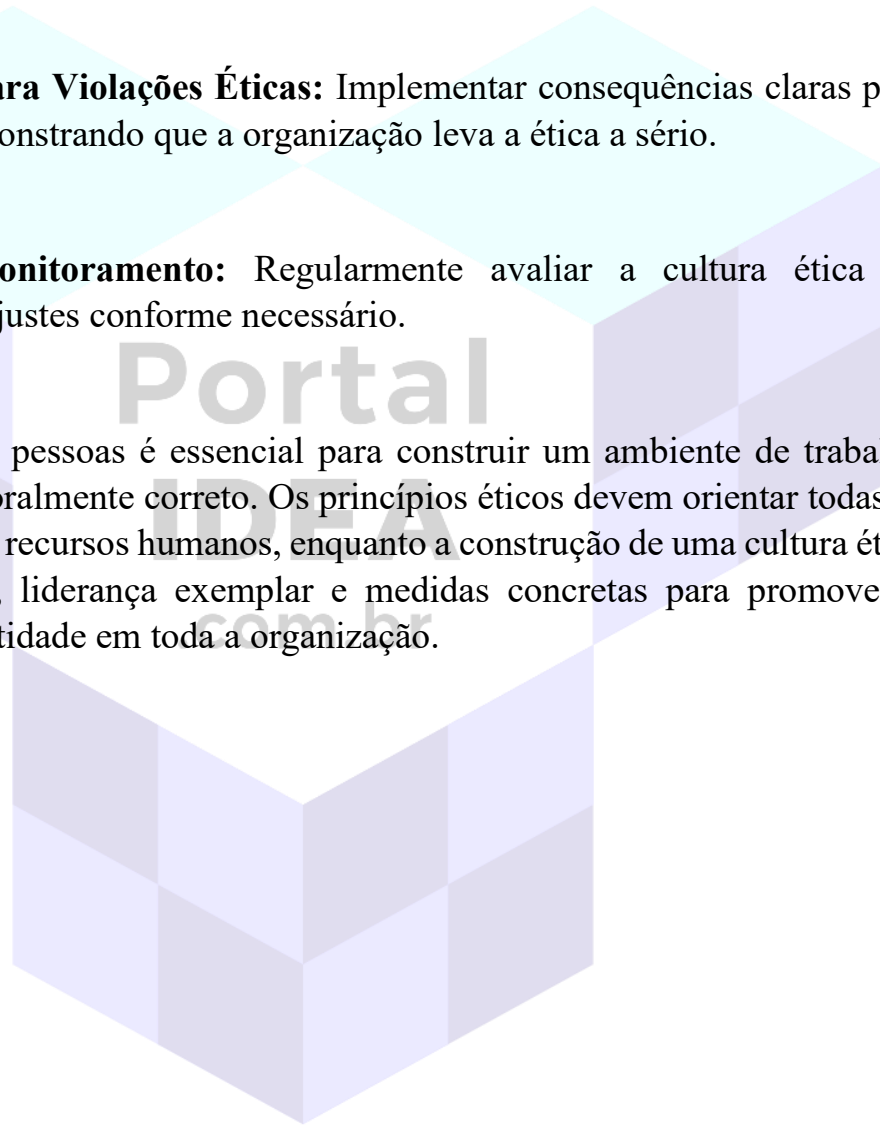 ara Violações Éticas: Implementar consequências claras p
onstrando que a organização leva a ética a sério.
onitoramento: Regularmente avaliar a cultura ética
justes conforme necessário.
Portal
pessoas é essencial para construir um ambiente de trabal
oralmente correto. Os princípios éticos devem orientar todas
IDEA
recursos humanos, enquanto a construção de uma cultura ét
, liderança exemplar e medidas concretas para promove
.com.br
tidade em toda a organização.